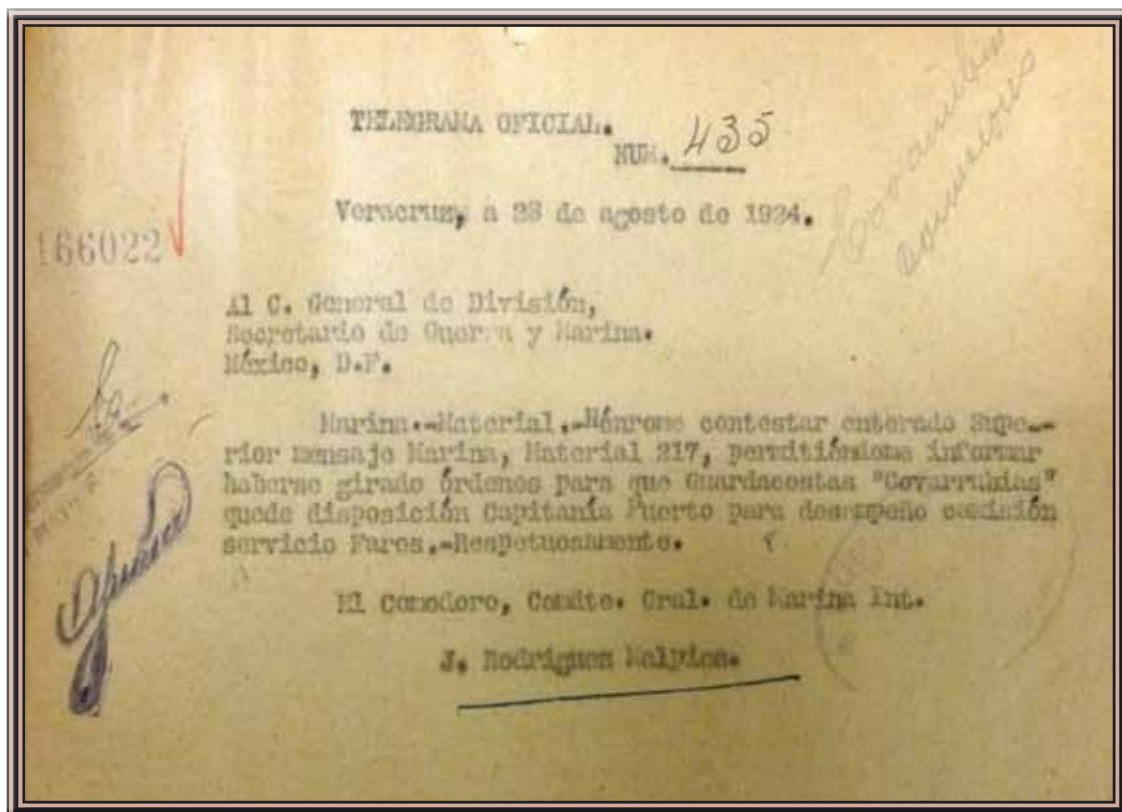 TELEGRAMA OFICIAL.
NUM. 435
Veracruz, a 28 de agosto de 1924.
166022
Al C. General de División,
Secretario de Guerra y Marina.
México, D.F.
Marina.-Material.-Hónrome contestar enterado Supe-
rior mensaje Marina, Material 217, permitiéndome informar
haberse girado órdenes para que Guardacostas "Covarrubias"
quede disposición Capitanía Puerto para desempeño comisión
servicio Faros.-Respetuosamente.
El Comodoro, Comdte. Gral. de Marina Int.
J. Rodriguez Malpica.